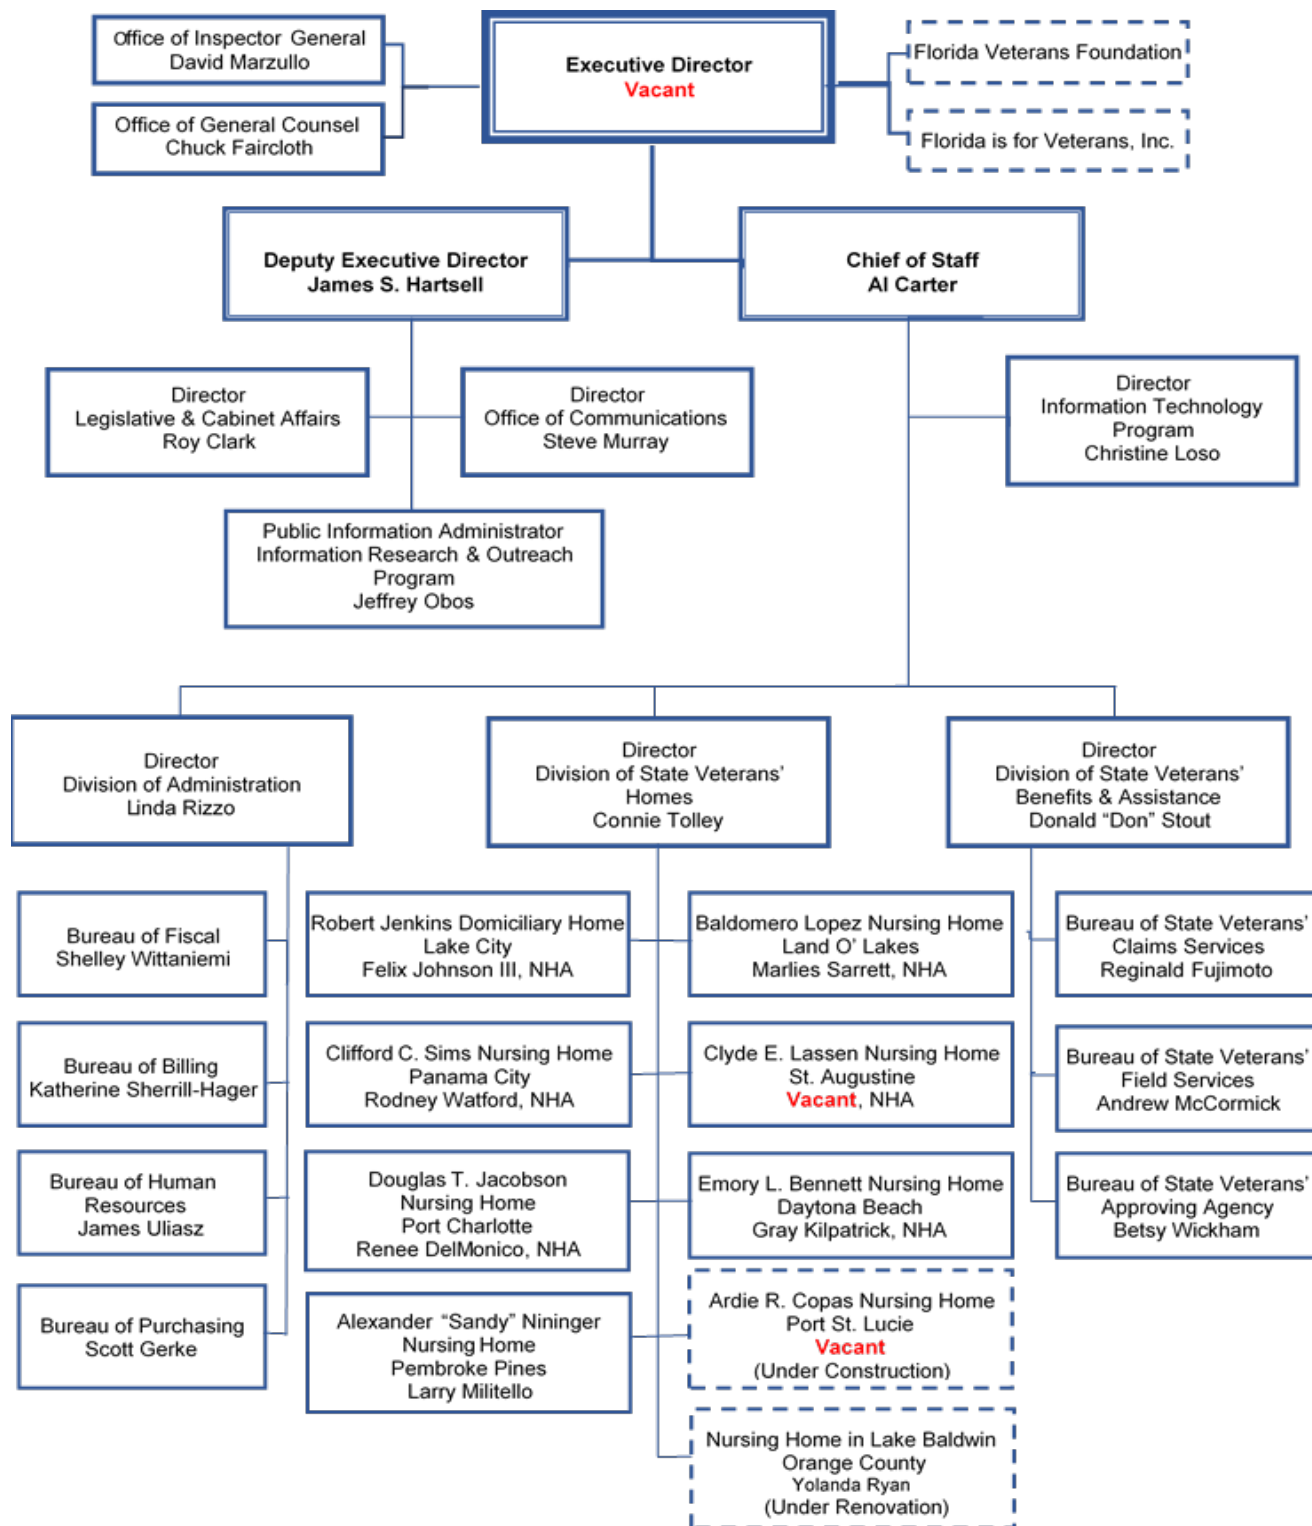 Office of Inspector General
David Marzullo
Executive Director
Vacant
Florida Veterans Foundation
Office of General Counsel
Chuck Faircloth
Florida is for Veterans, Inc.
Deputy Executive Director
James S. Hartsell
Chief of Staff
Al Carter
Director
Legislative & Cabinet Affairs
Roy Clark
Director
Office of Communications
Steve Murray
Director
Information Technology
Program
Christine Loso
Public Information Administrator
Information Research & Outreach
Program
Jeffrey Obos
Director
Division of Administration
Linda Rizzo
Director
Division of State Veterans’
Homes
Connie Tolley
Director
Division of State Veterans’
Benefits & Assistance
Donald “Don” Stout
Bureau of Fiscal
Shelley Wittaniemi
Robert Jenkins Domiciliary Home
Lake City
Felix Johnson III, NHA
Baldomero Lopez Nursing Home
Land O’ Lakes
Marlies Sarrett, NHA
Bureau of State Veterans’
Claims Services
Reginald Fujimoto
Bureau of Billing
Katherine Sherrill-Hager
Clifford C. Sims Nursing Home
Panama City
Rodney Watford, NHA
Clyde E. Lassen Nursing Home
St. Augustine
Vacant, NHA
Bureau of State Veterans’
Field Services
Andrew McCormick
Bureau of Human
Resources
James Uliasz
Douglas T. Jacobson
Nursing Home
Port Charlotte
Renee DelMonico, NHA
Emory L. Bennett Nursing Home
Daytona Beach
Gray Kilpatrick, NHA
Bureau of State Veterans’
Approving Agency
Betsy Wickham
Bureau of Purchasing
Scott Gerke
Alexander “Sandy” Nininger
Nursing Home
Pembroke Pines
Larry Militello
Ardie R. Copas Nursing Home
Port St. Lucie
Vacant
(Under Construction)
Nursing Home in Lake Baldwin
Orange County
Yolanda Ryan
(Under Renovation)